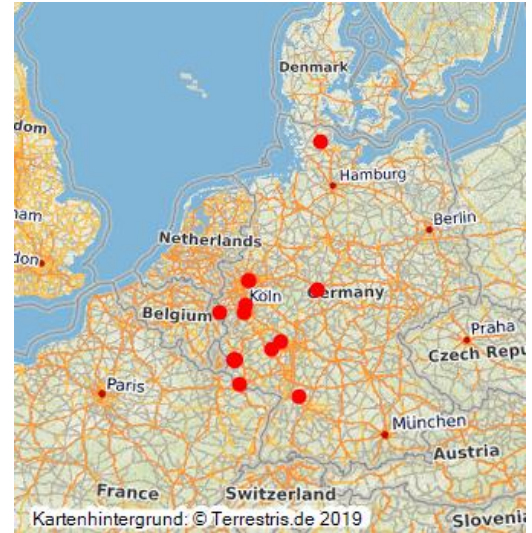 Denmark
dom
Hamburg
ham
Berlin
Netherlands
don
Germany
Köln
Belgium
Praha
Czech Repu
Paris
München
Austria
France
Switzerland
Slovenia
Kartenhintergrund: © Terrestris.de 2019